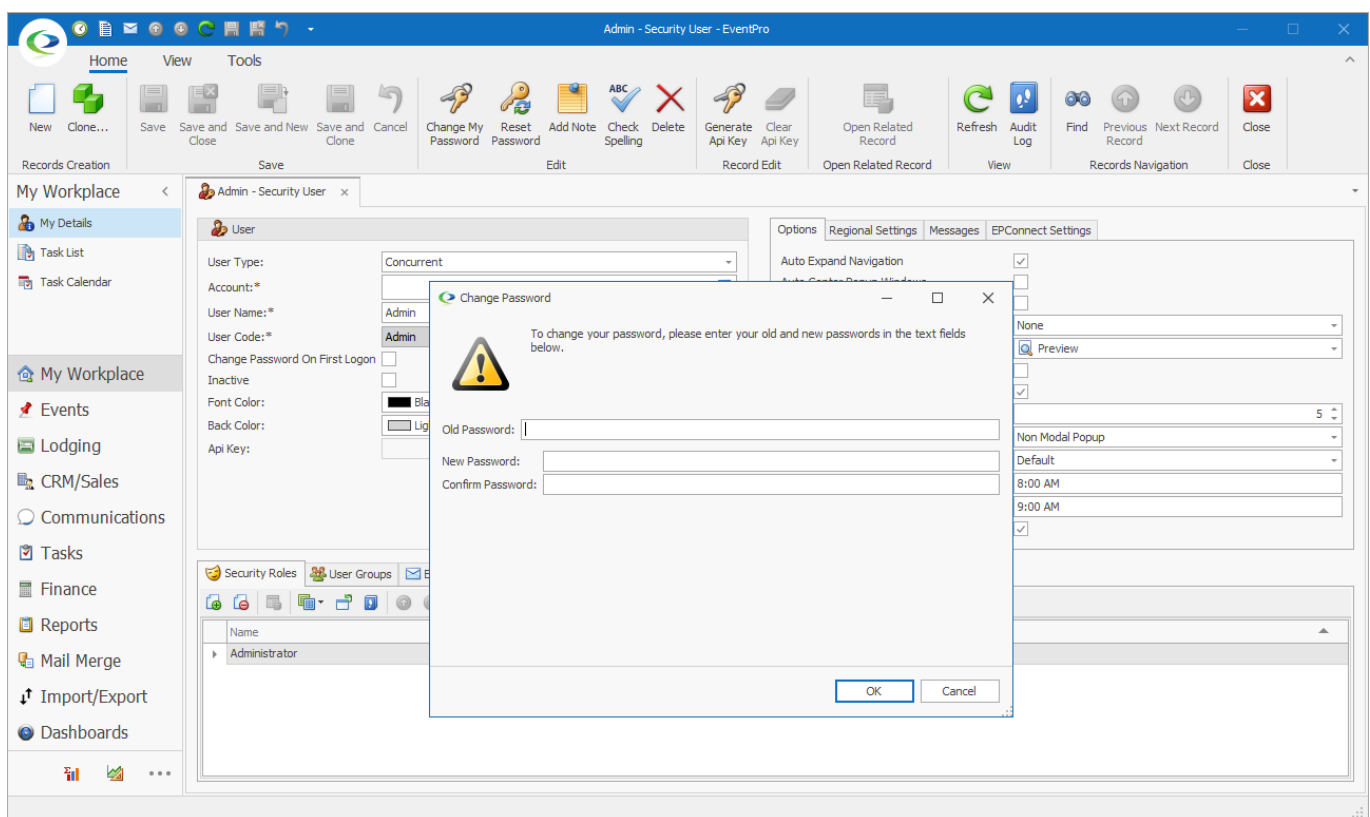 Admin - Security User - EventPro
Home View Tools
New Clone... Save Save and Close Save and New Save and Clone Cancel Change My Password Reset Password Add Note ABC Check Spelling Delete Generate Api Key Clear Api Key Open Related Record Refresh Audit Log Find Previous Record Next Record Close
Records Creation Save Edit Record Edit Open Related Record View Records Navigation Close
My Workplace
My Details
Task List
Task Calendar
My Workplace
Events
Lodging
CRM/Sales
Communications
Tasks
Finance
Reports
Mail Merge
Import/Export
Dashboards
Admin - Security User
User
User Type: Concurrent
Account:*
User Name:* Admin
User Code:* Admin
Change Password On First Logon
Inactive
Font Color: Bla
Back Color: Lig
Api Key:
Options Regional Settings Messages EPConnect Settings
Auto Expand Navigation
Auto Center Popup Windows
None
Preview
5
Non Modal Popup
Default
8:00 AM
9:00 AM
Change Password
To change your password, please enter your old and new passwords in the text fields
below.
Old Password:
New Password:
Confirm Password:
OK Cancel
Security Roles User Groups E
Name
Administrator